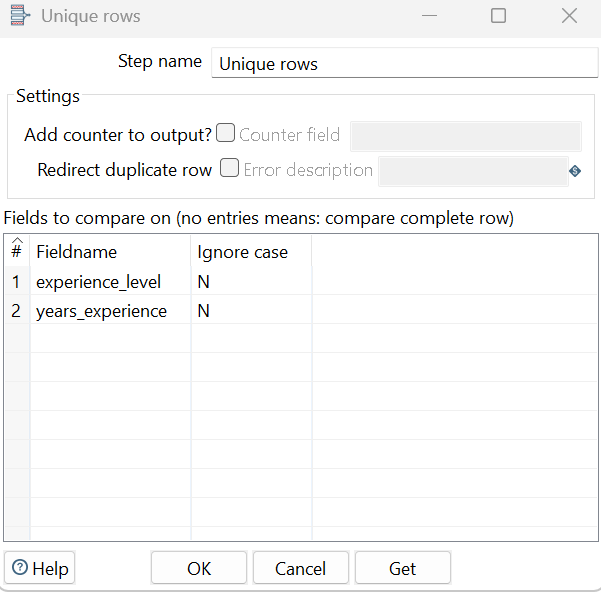 Unique rows
Step name Unique rows
Settings
Add counter to output? Counter field
Redirect duplicate row Error description
Fields to compare on (no entries means: compare complete row)
# Fieldname Ignore case
1 experience_level N
2 years_experience N
Help OK Cancel Get